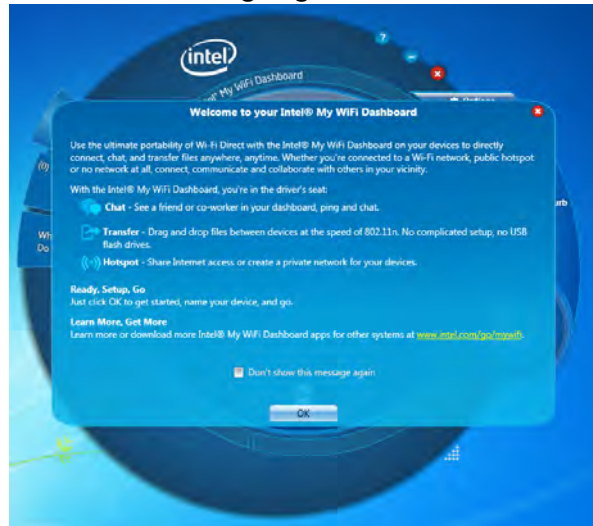 intel
?
My WiFi Dashboard
Options
Welcome to your Intel® My WiFi Dashboard
Use the ultimate portability of Wi-Fi Direct with the Intel® My WiFi Dashboard on your devices to directly
connect, chat, and transfer files anywhere, anytime. Whether you're connected to a Wi-Fi network, public hotspot
or no network at all, connect, communicate and collaborate with others in your vicinity.
(0)
With the Intel® My WiFi Dashboard, you're in the driver's seat:
Chat - See a friend or co-worker in your dashboard, ping and chat.
Transfer - Drag and drop files between devices at the speed of 802.11n. No complicated setup, no USB
flash drives.
Wh
Do
Hotspot - Share Internet access or create a private network for your devices.
Ready, Setup, Go
Just click OK to get started, name your device, and go.
Learn More, Get More
Learn more or download more Intel® My WiFi Dashboard apps for other systems at www.intel.com/go/mywifi.
Don't show this message again
OK